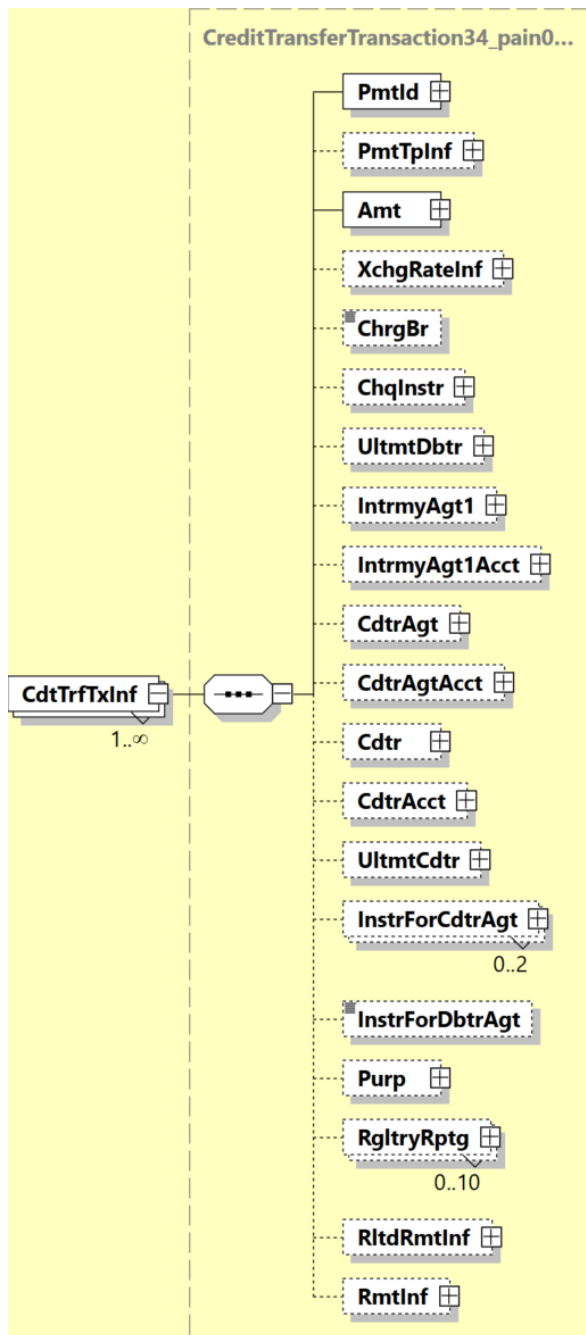 CreditTransferTransaction34_pain0...
PmtId
PmtTpInf
Amt
XchgRateInf
ChrgBr
ChqInstr
UltmtDbtr
IntrmyAgt1
IntrmyAgt1Acct
CdtrAgt
CdtTrfTxInf
1..∞
CdtrAgtAcct
Cdtr
CdtrAcct
UltmtCdtr
InstrForCdtrAgt
0..2
InstrForDbtrAgt
Purp
RgltryRptg
0..10
RltdRmtInf
RmtInf